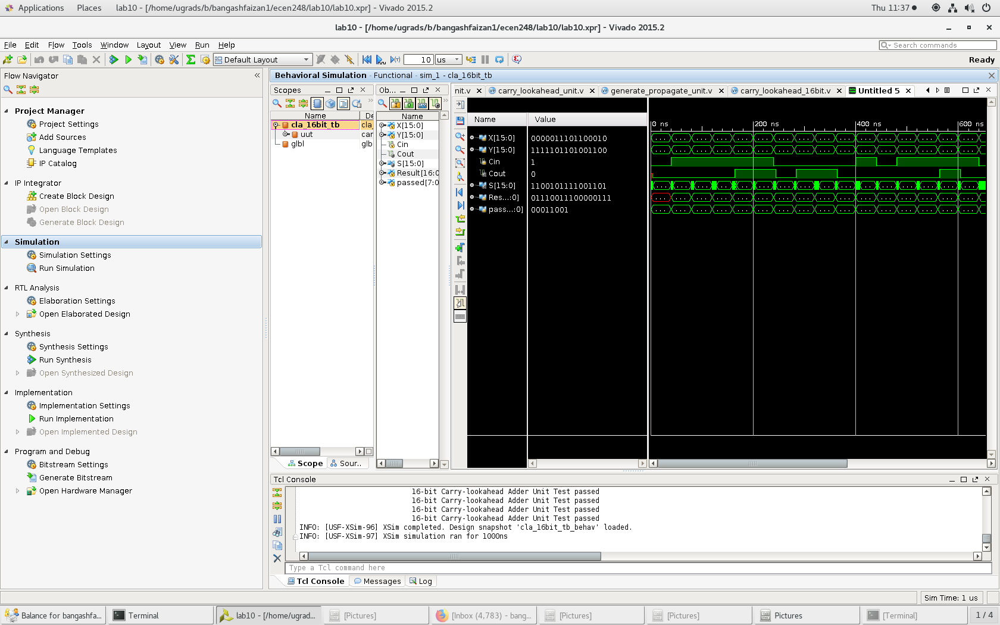 Applications Places lab10 - [/home/ugrads/b/bangashfaizan1/ecen248/lab10/lab10.xpr] - Vivado 2015.2 Thu 11:37
lab10 - [/home/ugrads/b/bangashfaizan1/ecen248/lab10/lab10.xpr] - Vivado 2015.2
File Edit Flow Tools Window Layout View Run Help Search commands
Default Layout 10 us Ready
Flow Navigator
Project Manager
Project Settings
Add Sources
Language Templates
IP Catalog
IP Integrator
Create Block Design
Open Block Design
Generate Block Design
Simulation
Simulation Settings
Run Simulation
RTL Analysis
Elaboration Settings
Open Elaborated Design
Synthesis
Synthesis Settings
Run Synthesis
Open Synthesized Design
Implementation
Implementation Settings
Run Implementation
Open Implemented Design
Program and Debug
Bitstream Settings
Generate Bitstream
Open Hardware Manager
Behavioral Simulation - Functional - sim_1 - cla_16bit_tb
Scopes
Name De
cla_16bit_tb cla_
uut car
glbl glb
Scope Sour..
Ob...
Name
X[15:0]
Y[15:0]
Cin
Cout
S[15:0]
Result[16:0
passed[7:0
nit.v carry_lookahead_unit.v generate_propagate_unit.v carry_lookahead_16bit.v Untitled 5
Name Value
0 ns 200 ns 400 ns 600 ns
X[15:0] 0000011101100010
Y[15:0] 1111101101001100
Cin 1
Cout 0
S[15:0] 1100101111001101
Res...:0] 01110011100000111
pass...:0] 00011001
Tcl Console
16-bit Carry-lookahead Adder Unit Test passed
16-bit Carry-lookahead Adder Unit Test passed
16-bit Carry-lookahead Adder Unit Test passed
16-bit Carry-lookahead Adder Unit Test passed
INFO: [USF-XSim-96] XSim completed. Design snapshot 'cla_16bit_tb_behav' loaded.
INFO: [USF-XSim-97] XSim simulation ran for 1000ns
Type a Tcl command here
Tcl Console Messages Log
Sim Time: 1 us
Balance for bangashfa... Terminal lab10 - [/home/ugrad... [Pictures] [Inbox (4,783) - bang... [Pictures] [Pictures] Pictures [Terminal] 1 / 4